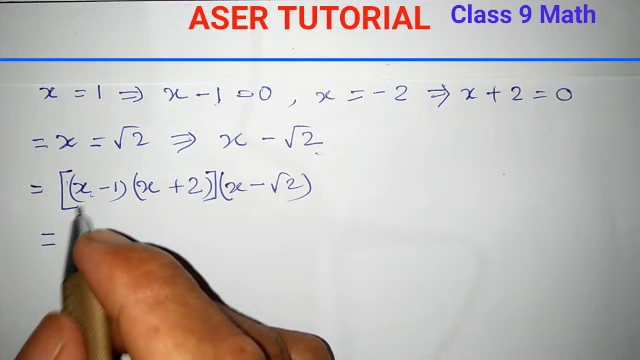 ASER TUTORIAL Class 9 Math
x = 1 ⇒ x - 1 = 0 , x = -2 ⇒ x + 2 = 0
= x = √2 ⇒ x - √2
= [(x - 1)(x + 2)](x - √2)
=